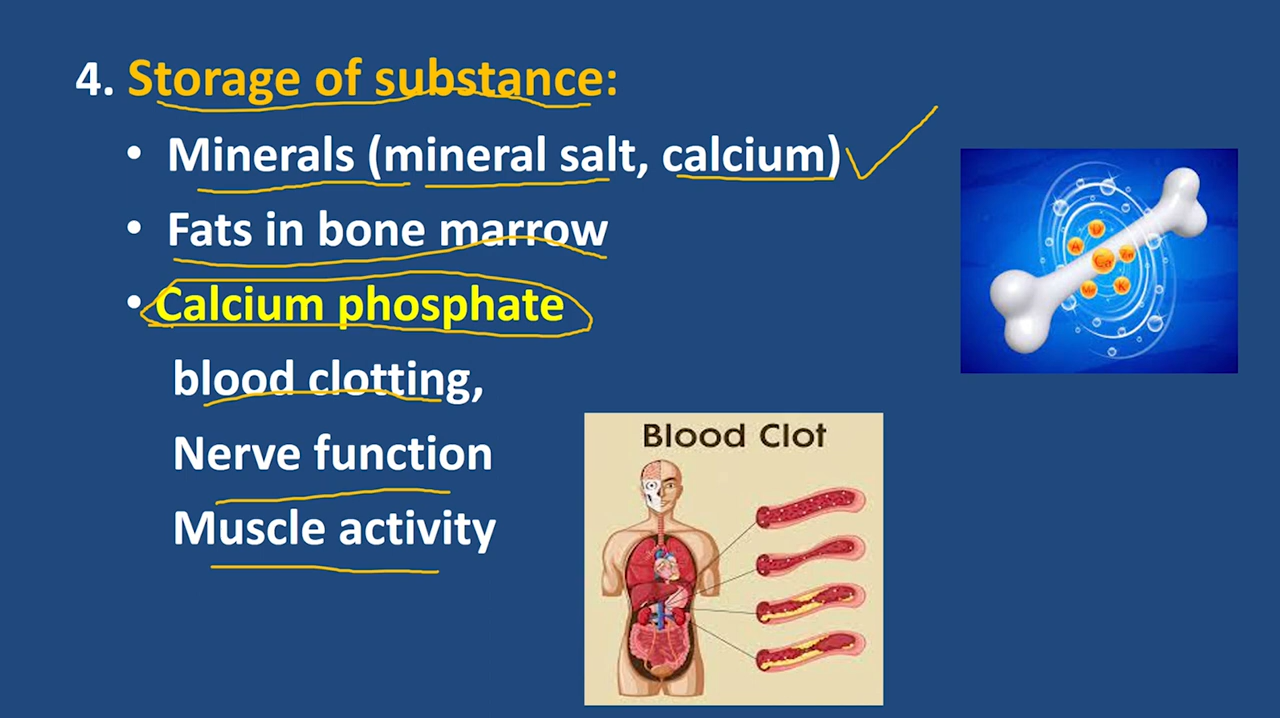 4. Storage of substance:
• Minerals (mineral salt, calcium)
• Fats in bone marrow
• Calcium phosphate
blood clotting,
Nerve function
Muscle activity
Blood Clot